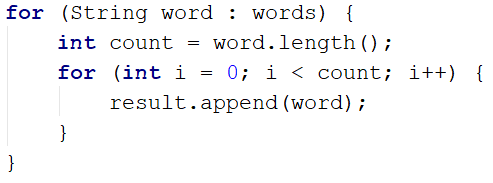 for (String word : words) {
    int count = word.length();
    for (int i = 0; i < count; i++) {
        result.append(word);
    }
}